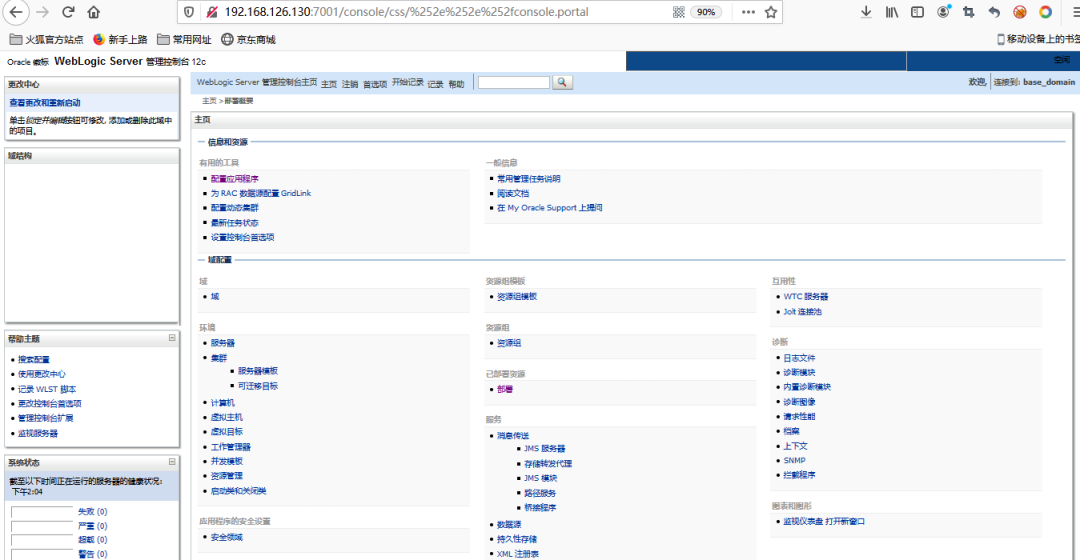 192.168.126.130:7001/console/css/%252e%252e%252fconsole.portal
90%
火狐官方站点 新手上路 常用网址 京东商城
移动设备上的书签
Oracle 徽标 WebLogic Server 管理控制台 12c
空闲
更改中心
查看更改和重新启动
单击锁定并编辑按钮可修改, 添加或删除此域中
的项目。
域结构
帮助主题
搜索配置
使用更改中心
记录 WLST 脚本
更改控制台首选项
管理控制台扩展
监视服务器
系统状态
截至以下时间正在运行的服务器的健康状况:
下午2:04
失败 (0)
严重 (0)
超载 (0)
警告 (0)
WebLogic Server 管理控制台主页 主页 注销 首选项 开始记录 记录 帮助
欢迎, 连接到: base_domain
主页 >部署概要
主页
信息和资源
有用的工具
配置应用程序
为 RAC 数据源配置 GridLink
配置动态集群
最新任务状态
设置控制台首选项
一般信息
常用管理任务说明
阅读文档
在 My Oracle Support 上提问
域配置
域
域
环境
服务器
集群
服务器模板
可迁移目标
计算机
虚拟主机
虚拟目标
工作管理器
并发模板
资源管理
启动类和关闭类
应用程序的安全设置
安全领域
资源组模板
资源组模板
资源组
资源组
已部署资源
部署
服务
消息传送
JMS 服务器
存储转发代理
JMS 模块
路径服务
桥接程序
数据源
持久性存储
XML 注册表
互用性
WTC 服务器
Jolt 连接池
诊断
日志文件
诊断模块
内置诊断模块
诊断图像
请求性能
档案
上下文
SNMP
拦截程序
图表和图形
监视仪表盘 打开新窗口